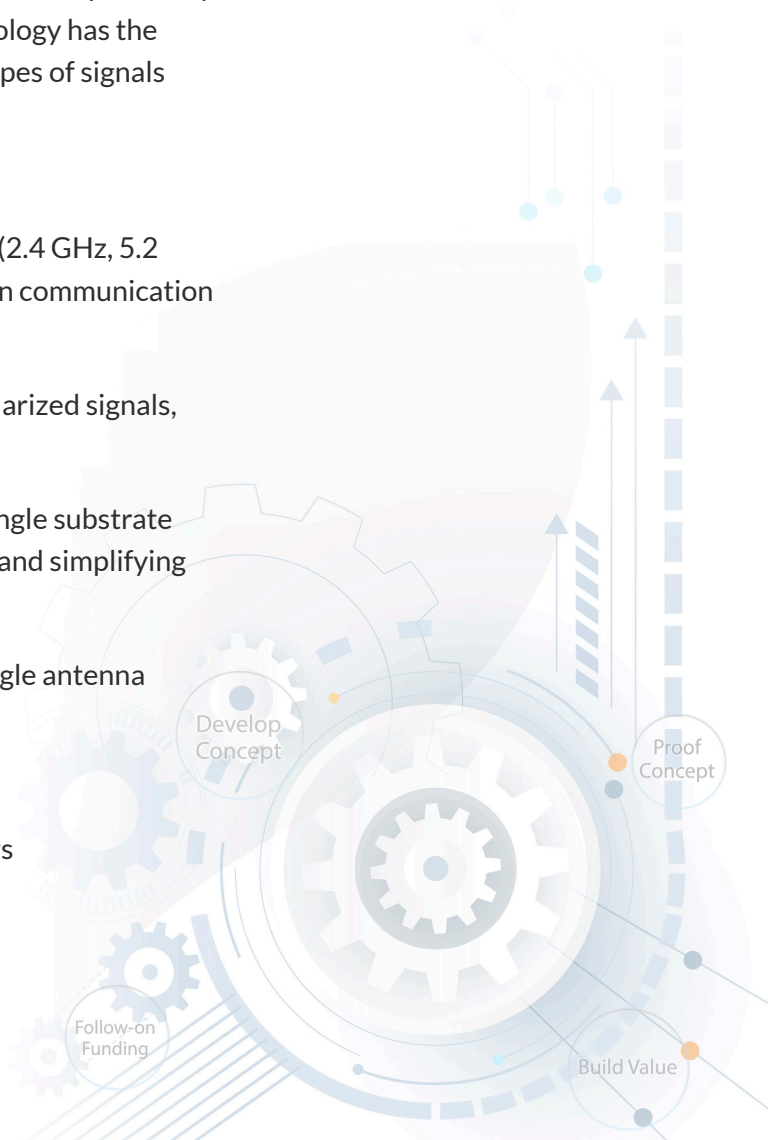 ology has the
pes of signals
(2.4 GHz, 5.2
n communication
arized signals,
ngle substrate
and simplifying
gle antenna
Develop
Concept
Proof
Concept
rs
Follow-on
Funding
Build Value